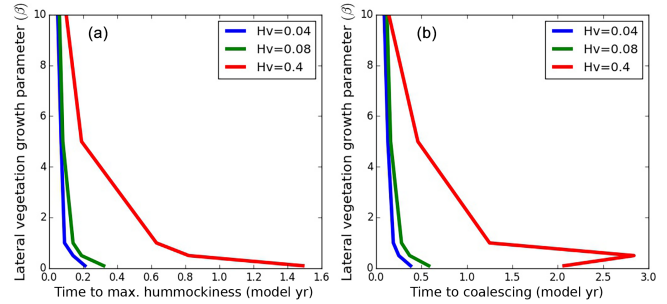 Lateral vegetation growth parameter (β)
10
8
6
4
2
0
(a)
Hv=0.04
Hv=0.08
Hv=0.4
0.0 0.2 0.4 0.6 0.8 1.0 1.2 1.4 1.6
Time to max. hummockiness (model yr)
Lateral vegetation growth parameter (β)
10
8
6
4
2
0
(b)
Hv=0.04
Hv=0.08
Hv=0.4
0.0 0.5 1.0 1.5 2.0 2.5 3.0
Time to coalescing (model yr)